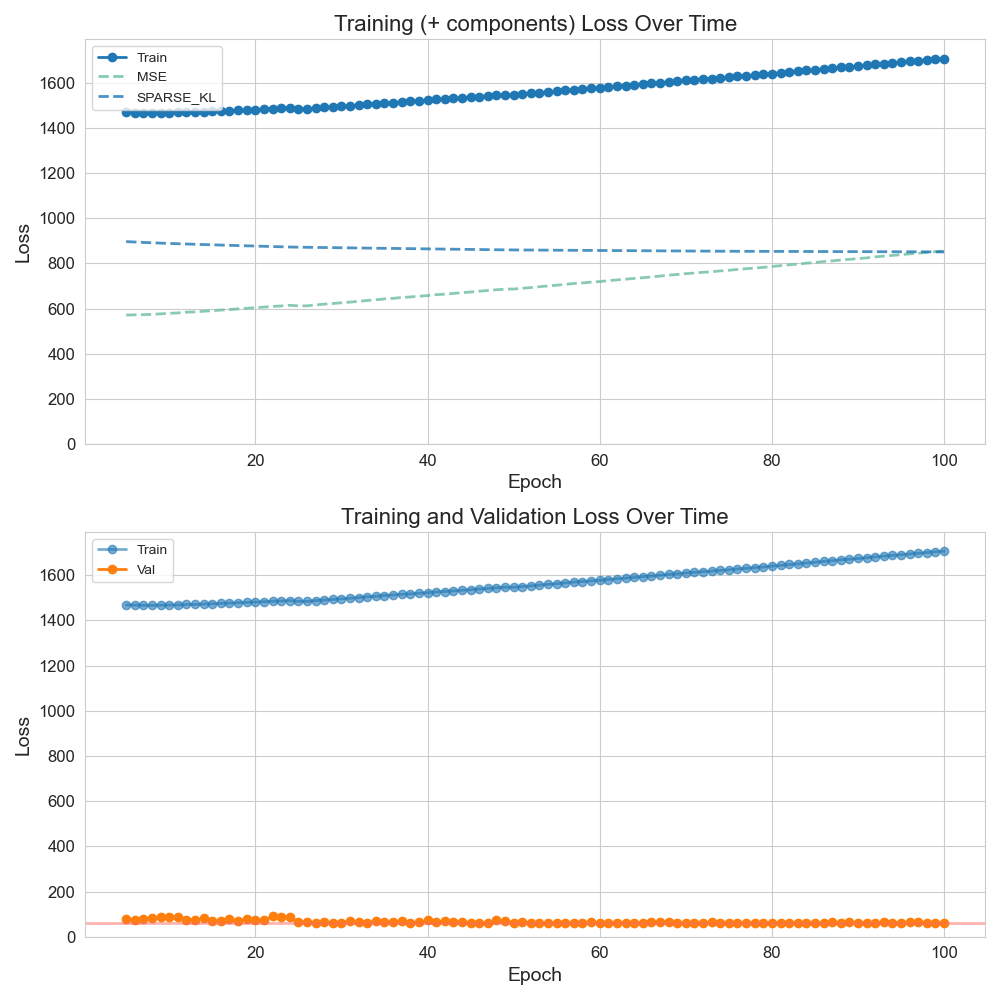 Training (+ components) Loss Over Time
Train
MSE
SPARSE_KL
1600
1400
1200
1000
800
600
400
200
0
Loss
20 40 60 80 100
Epoch
Training and Validation Loss Over Time
Train
Val
1600
1400
1200
1000
800
600
400
200
0
Loss
20 40 60 80 100
Epoch